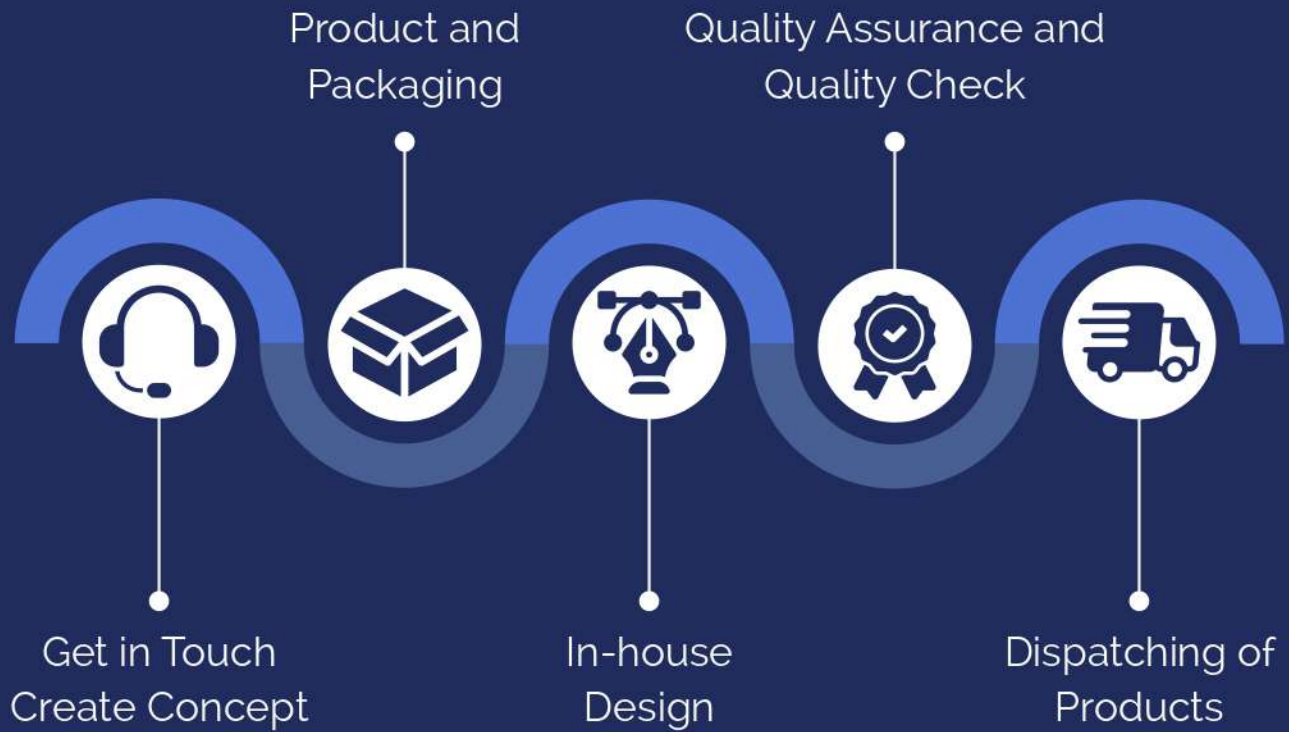 Product and
Packaging
Quality Assurance and
Quality Check
Get in Touch
Create Concept
In-house
Design
Dispatching of
Products